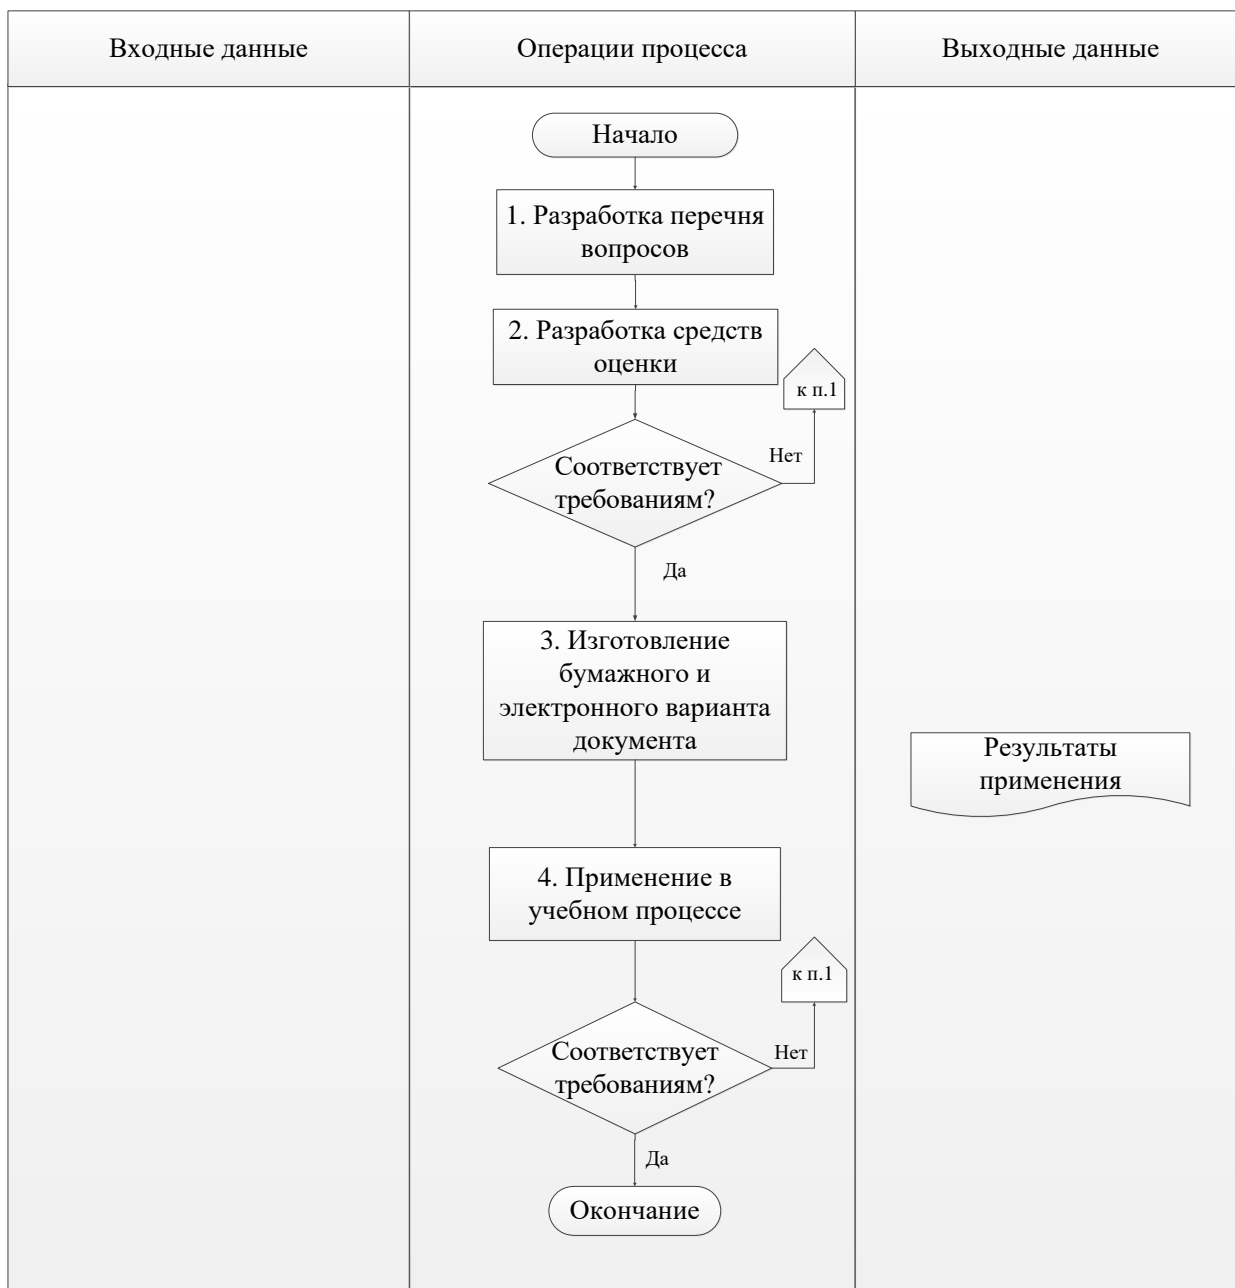 Входные данные
Операции процесса
Выходные данные
Начало
1. Разработка перечня
вопросов
2. Разработка средств
оценки
к п.1
Соответствует
требованиям?
Нет
Да
3. Изготовление
бумажного и
электронного варианта
документа
Результаты
применения
4. Применение в
учебном процессе
к п.1
Соответствует
требованиям?
Нет
Да
Окончание